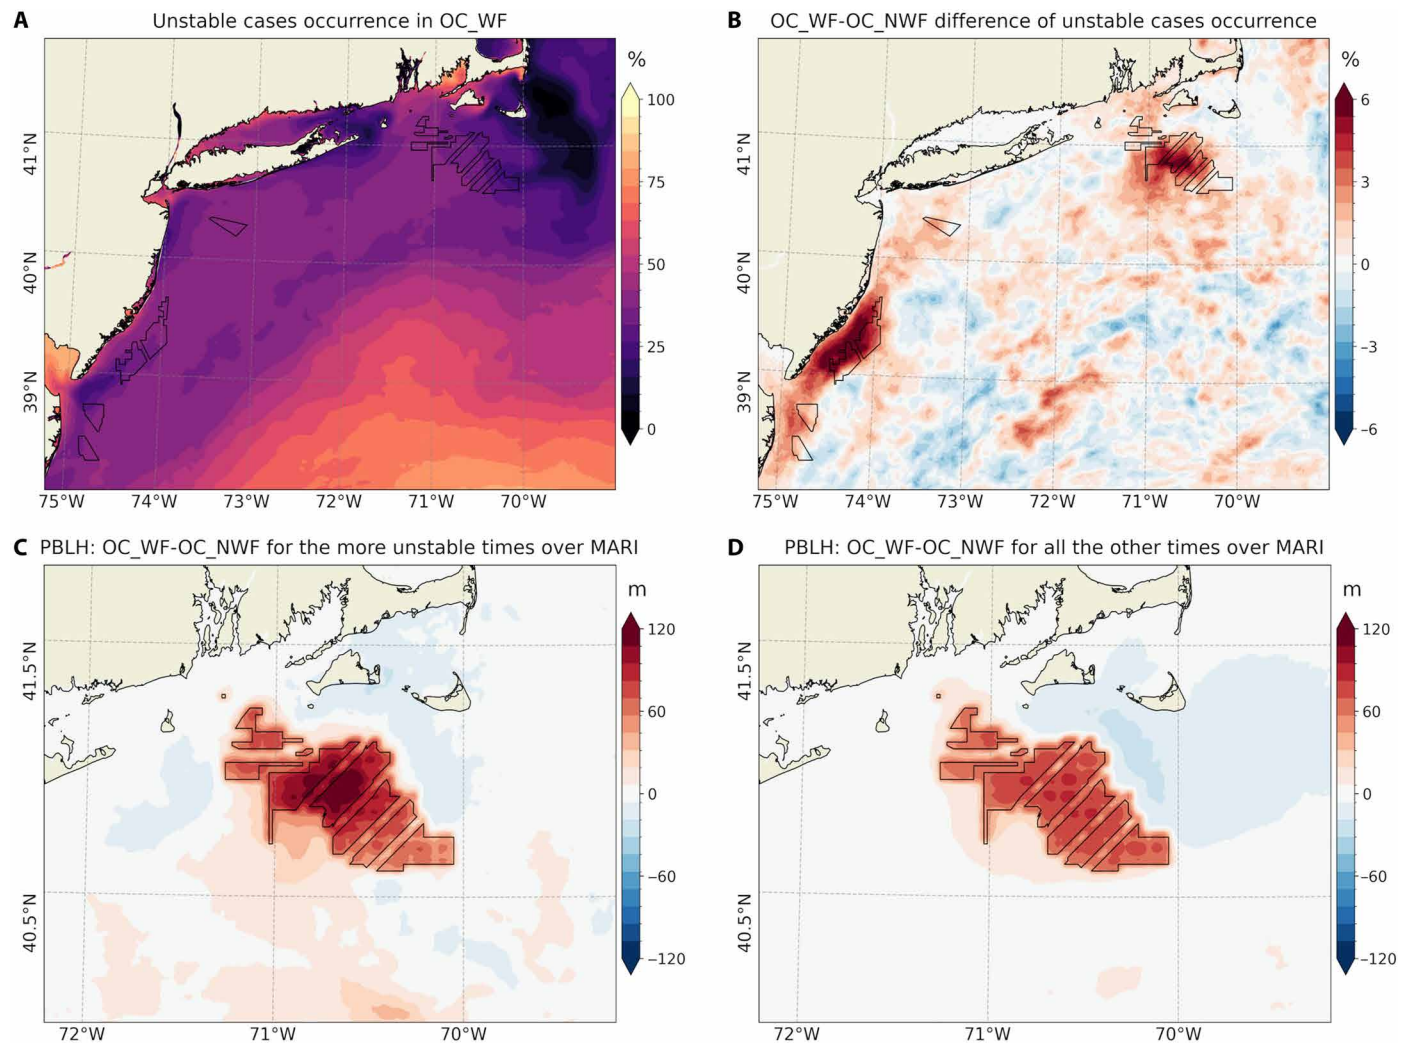 A Unstable cases occurrence in OC_WF
%
100
75
50
25
0
41°N
40°N
39°N
75°W 74°W 73°W 72°W 71°W 70°W
B OC_WF-OC_NWF difference of unstable cases occurrence
%
6
3
0
−3
−6
41°N
40°N
39°N
75°W 74°W 73°W 72°W 71°W 70°W
C PBLH: OC_WF-OC_NWF for the more unstable times over MARI
m
120
60
0
−60
−120
41.5°N
40.5°N
72°W 71°W 70°W
D PBLH: OC_WF-OC_NWF for all the other times over MARI
m
120
60
0
−60
−120
41.5°N
40.5°N
72°W 71°W 70°W